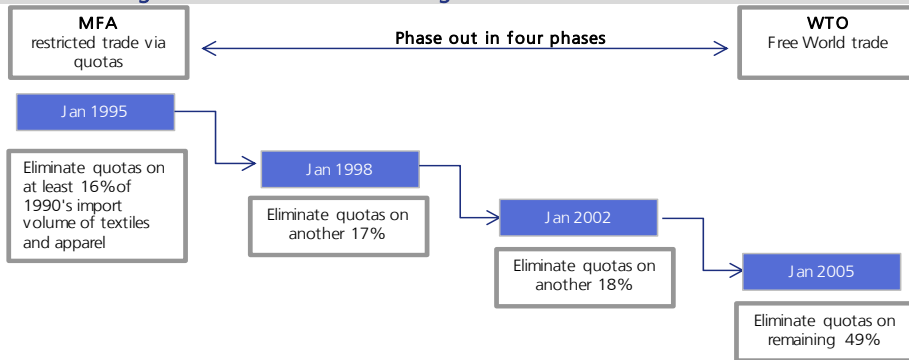 MFA
restricted trade via
quotas
Phase out in four phases
WTO
Free World trade
Jan 1995
Eliminate quotas on
at least 16% of
1990's import
volume of textiles
and apparel
Jan 1998
Eliminate quotas on
another 17%
Jan 2002
Eliminate quotas on
another 18%
Jan 2005
Eliminate quotas on
remaining 49%